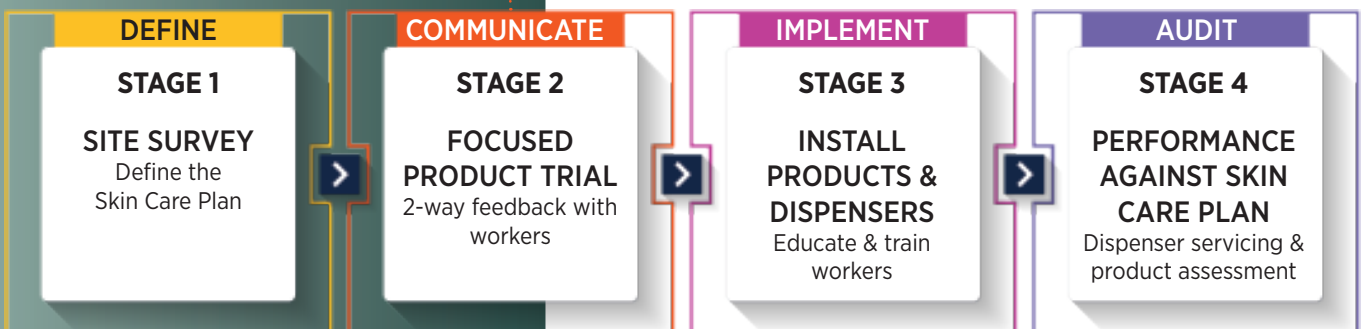 DEFINE
STAGE 1
SITE SURVEY
Define the
Skin Care Plan
COMMUNICATE
STAGE 2
FOCUSED
PRODUCT TRIAL
2-way feedback with
workers
IMPLEMENT
STAGE 3
INSTALL
PRODUCTS &
DISPENSERS
Educate & train
workers
AUDIT
STAGE 4
PERFORMANCE
AGAINST SKIN
CARE PLAN
Dispenser servicing &
product assessment